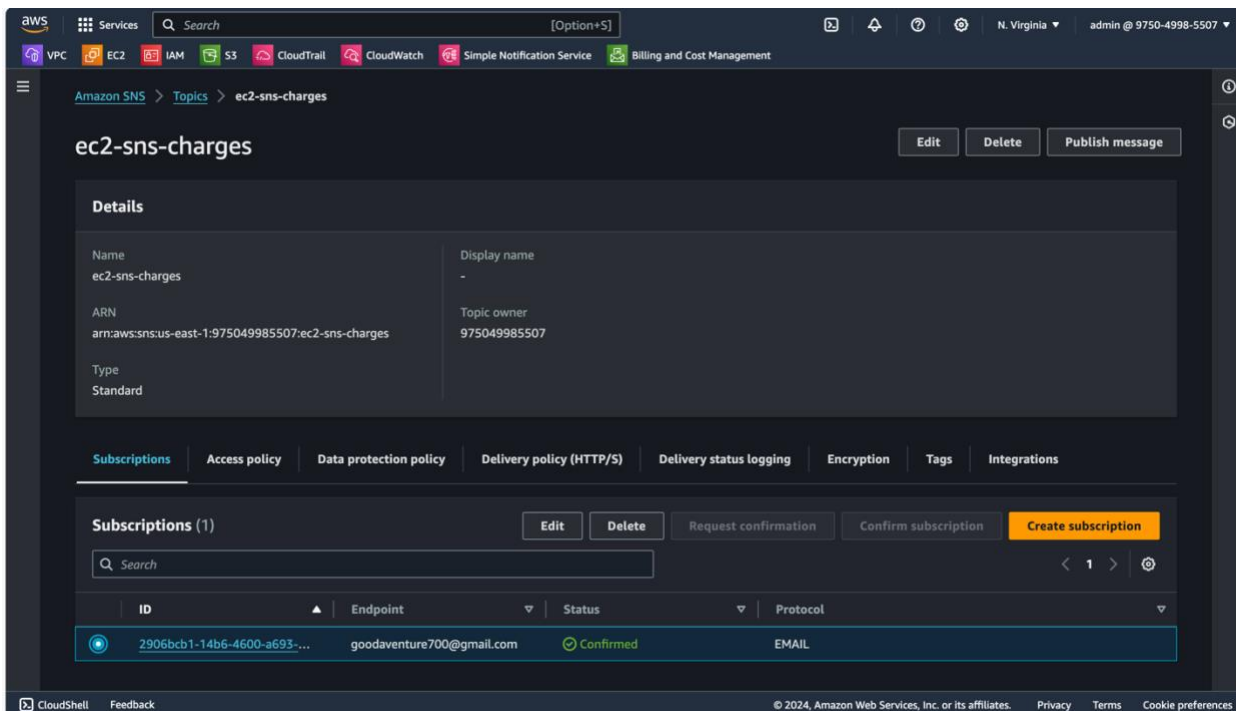 aws Services Search [Option+S] N. Virginia admin @ 9750-4998-5507
VPC EC2 IAM S3 CloudTrail CloudWatch Simple Notification Service Billing and Cost Management
Amazon SNS > Topics > ec2-sns-charges
ec2-sns-charges Edit Delete Publish message
Details
Name Display name
ec2-sns-charges -
ARN Topic owner
arn:aws:sns:us-east-1:975049985507:ec2-sns-charges 975049985507
Type
Standard
Subscriptions Access policy Data protection policy Delivery policy (HTTP/S) Delivery status logging Encryption Tags Integrations
Subscriptions (1) Edit Delete Request confirmation Confirm subscription Create subscription
Search < 1 >
ID Endpoint Status Protocol
2906bcb1-14b6-4600-a693-... goodaventure700@gmail.com Confirmed EMAIL
CloudShell Feedback © 2024, Amazon Web Services, Inc. or its affiliates. Privacy Terms Cookie preferences